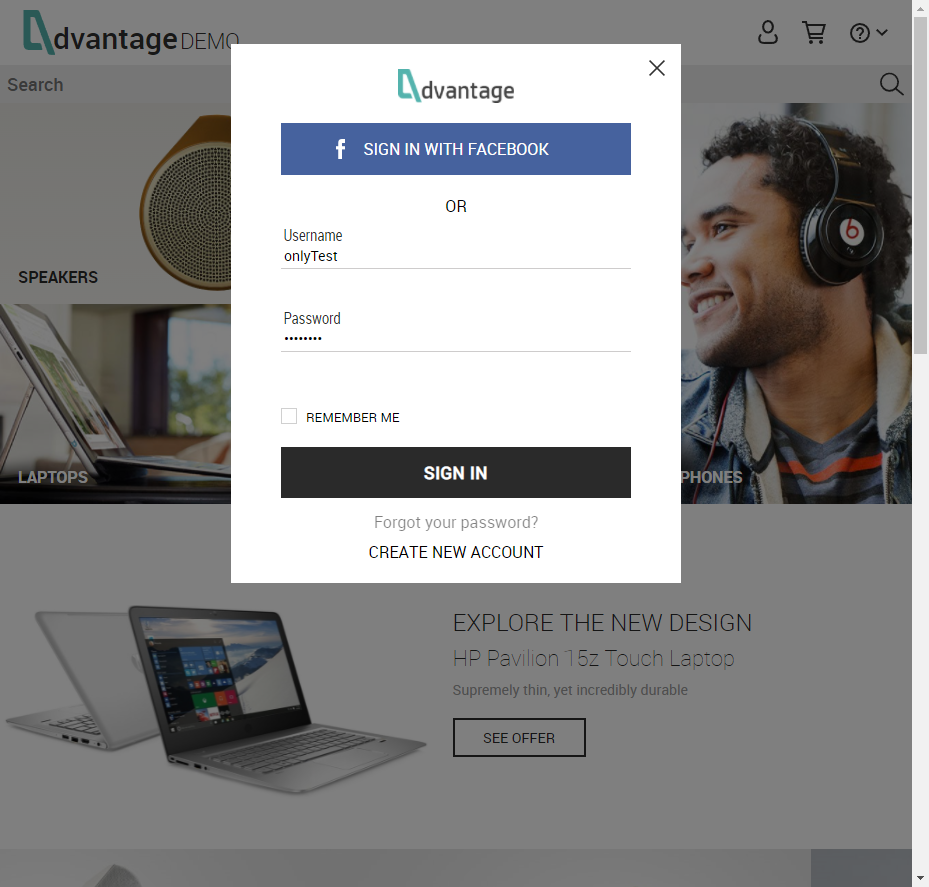 dvantage DEMO
Search
dvantage
SIGN IN WITH FACEBOOK
OR
Username
onlyTest
Password
••••••••
REMEMBER ME
SIGN IN
Forgot your password?
CREATE NEW ACCOUNT
SPEAKERS
LAPTOPS
PHONES
EXPLORE THE NEW DESIGN
HP Pavilion 15z Touch Laptop
Supremely thin, yet incredibly durable
SEE OFFER